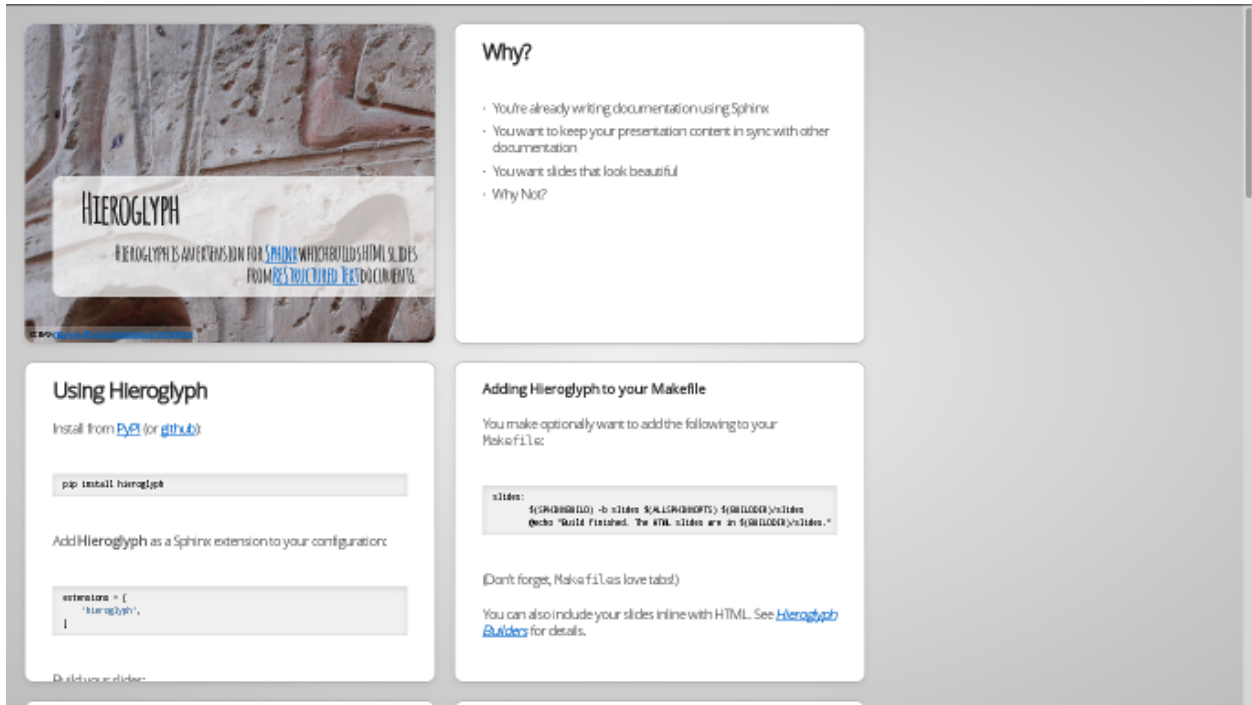 HIEROGLYPH
HIEROGLYPH IS AN EXTENSION FOR SPHINX WHICH BUILDS HTML SLIDES
FROM RESTRUCTURED TEXT DOCUMENTS.
Why?
· You're already writing documentation using Sphinx
· You want to keep your presentation content in sync with other
documentation
· You want slides that look beautiful
· Why Not?
Using Hieroglyph
Install from PyPI (or github):
pip install hieroglyph
Add Hieroglyph as a Sphinx extension to your configuration:
extensions = [
'hieroglyph',
]
Build your slides:
Adding Hieroglyph to your Makefile
You make optionally want to add the following to your
Makefile:
slides:
$(SPHINXBUILD) -b slides $(ALLSPHINXOPTS) $(BUILDDIR)/slides
@echo "Build finished. The HTML slides are in $(BUILDDIR)/slides."
(Don't forget, Makefiles love tabs!)
You can also include your slides inline with HTML. See Hieroglyph
Builders for details.